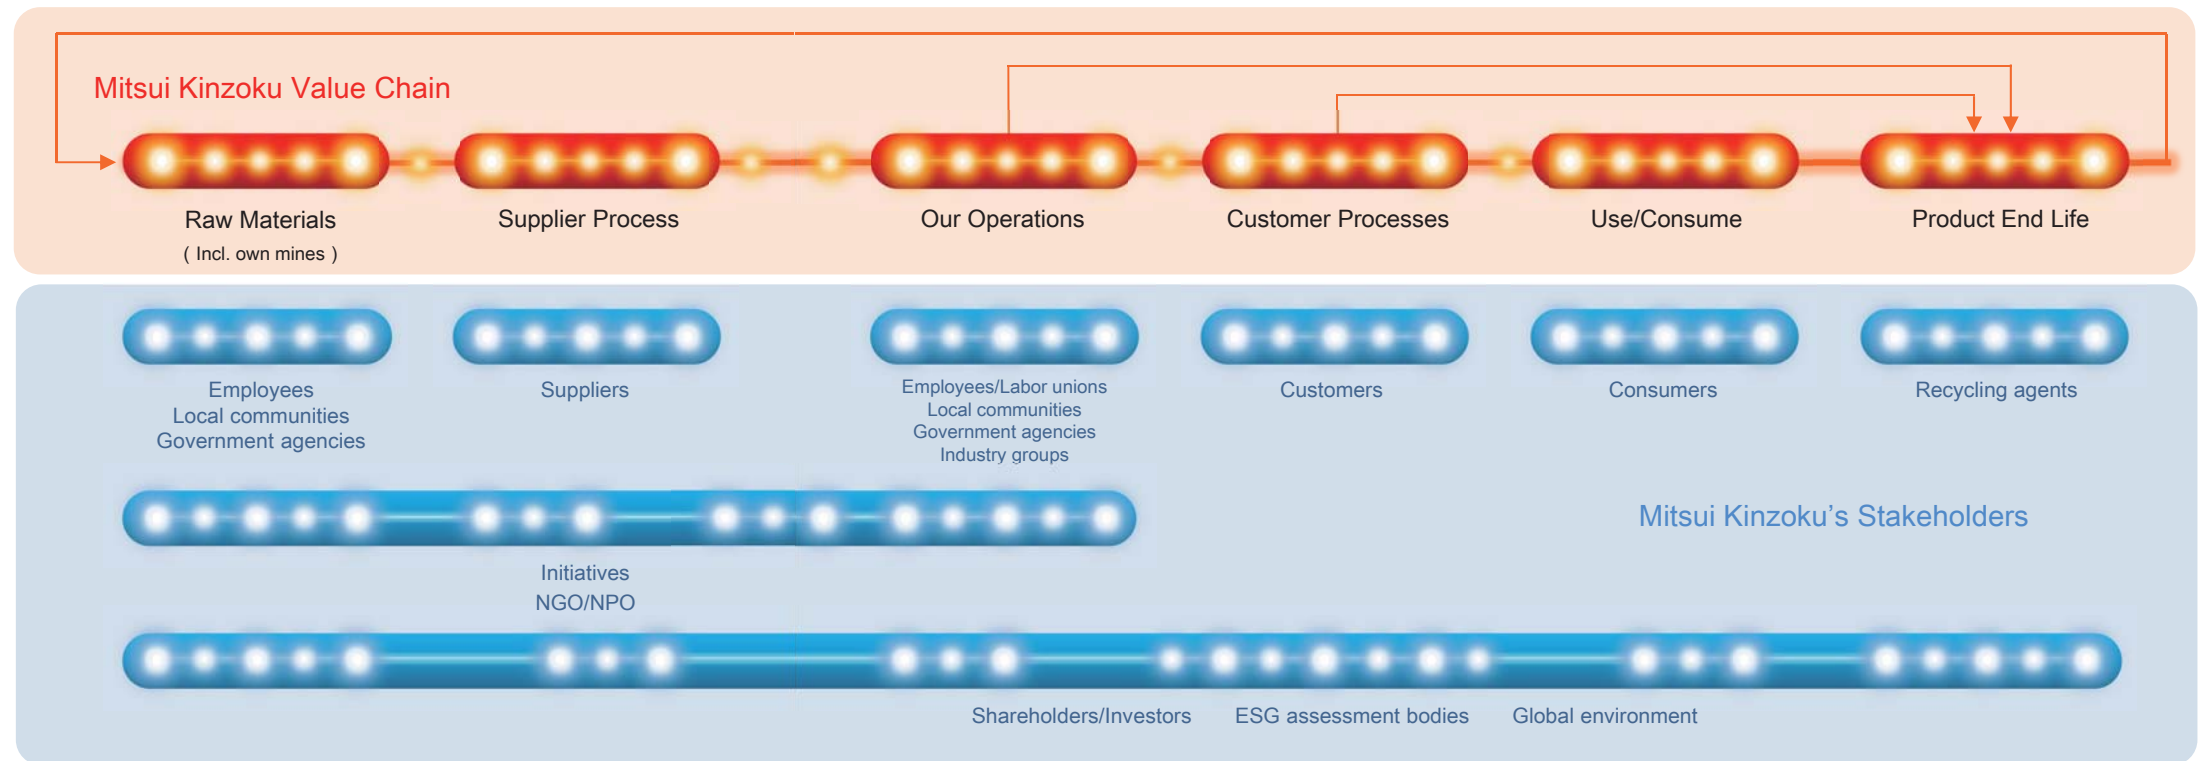 Mitsui Kinzoku Value Chain
Raw Materials
( Incl. own mines )
Supplier Process
Our Operations
Customer Processes
Use/Consume
Product End Life
Employees
Local communities
Government agencies
Suppliers
Employees/Labor unions
Local communities
Government agencies
Industry groups
Customers
Consumers
Recycling agents
Mitsui Kinzoku’s Stakeholders
Initiatives
NGO/NPO
Shareholders/Investors
ESG assessment bodies
Global environment